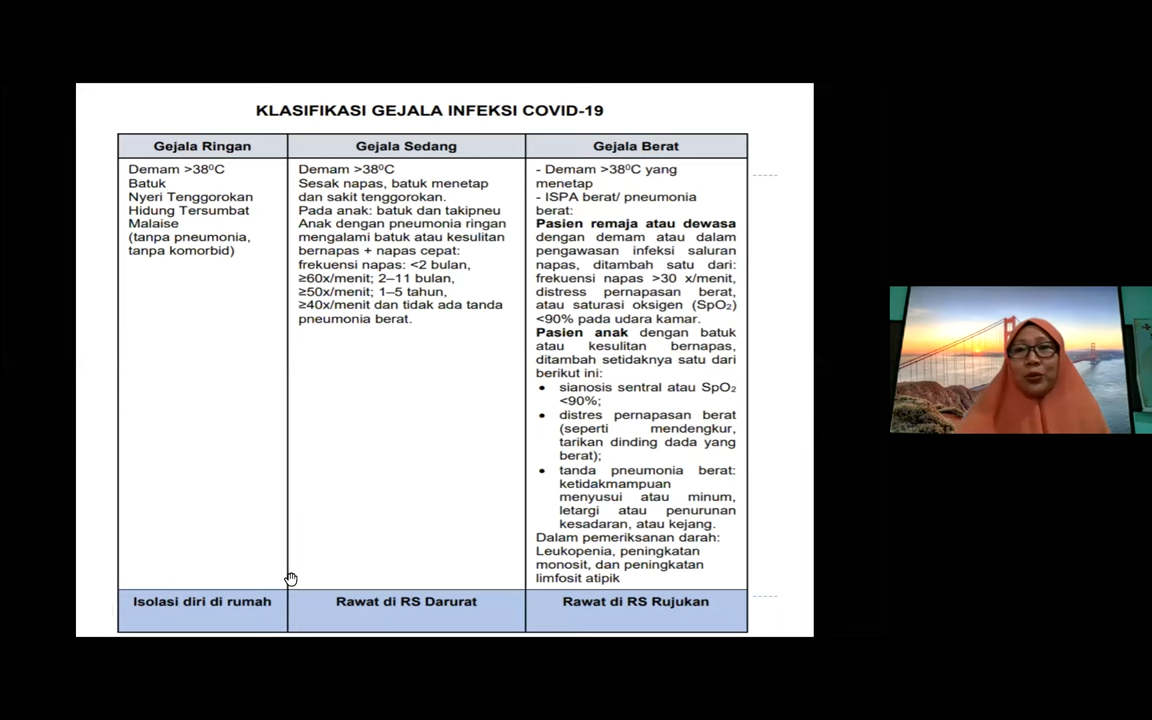 KLASIFIKASI GEJALA INFEKSI COVID-19
Gejala Ringan
Demam >38⁰C
Batuk
Nyeri Tenggorokan
Hidung Tersumbat
Malaise
(tanpa pneumonia,
tanpa komorbid)
Isolasi diri di rumah
Gejala Sedang
Demam >38⁰C
Sesak napas, batuk menetap
dan sakit tenggorokan.
Pada anak: batuk dan takipneu
Anak dengan pneumonia ringan
mengalami batuk atau kesulitan
bernapas + napas cepat:
frekuensi napas: <2 bulan,
≥60x/menit; 2–11 bulan,
≥50x/menit; 1–5 tahun,
≥40x/menit dan tidak ada tanda
pneumonia berat.
Rawat di RS Darurat
Gejala Berat
- Demam >38⁰C yang
menetap
- ISPA berat/ pneumonia
berat:
Pasien remaja atau dewasa
dengan demam atau dalam
pengawasan infeksi saluran
napas, ditambah satu dari:
frekuensi napas >30 x/menit,
distress pernapasan berat,
atau saturasi oksigen (SpO₂)
<90% pada udara kamar.
Pasien anak dengan batuk
atau kesulitan bernapas,
ditambah setidaknya satu dari
berikut ini:
• sianosis sentral atau SpO₂
<90%;
• distres pernapasan berat
(seperti mendengkur,
tarikan dinding dada yang
berat);
• tanda pneumonia berat:
ketidakmampuan
menyusui atau minum,
letargi atau penurunan
kesadaran, atau kejang.
Dalam pemeriksanan darah:
Leukopenia, peningkatan
monosit, dan peningkatan
limfosit atipik
Rawat di RS Rujukan